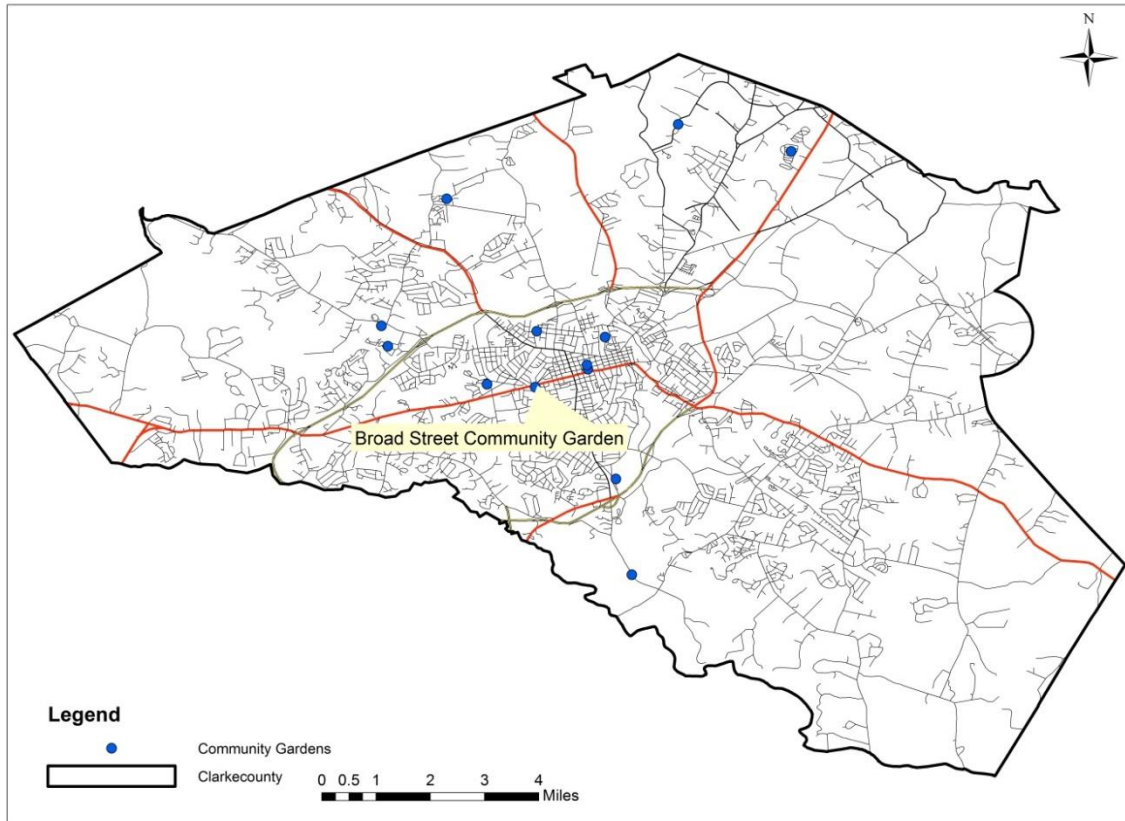 N
Broad Street Community Garden
Legend
Community Gardens
Clarkecounty
0 0.5 1 2 3 4
Miles